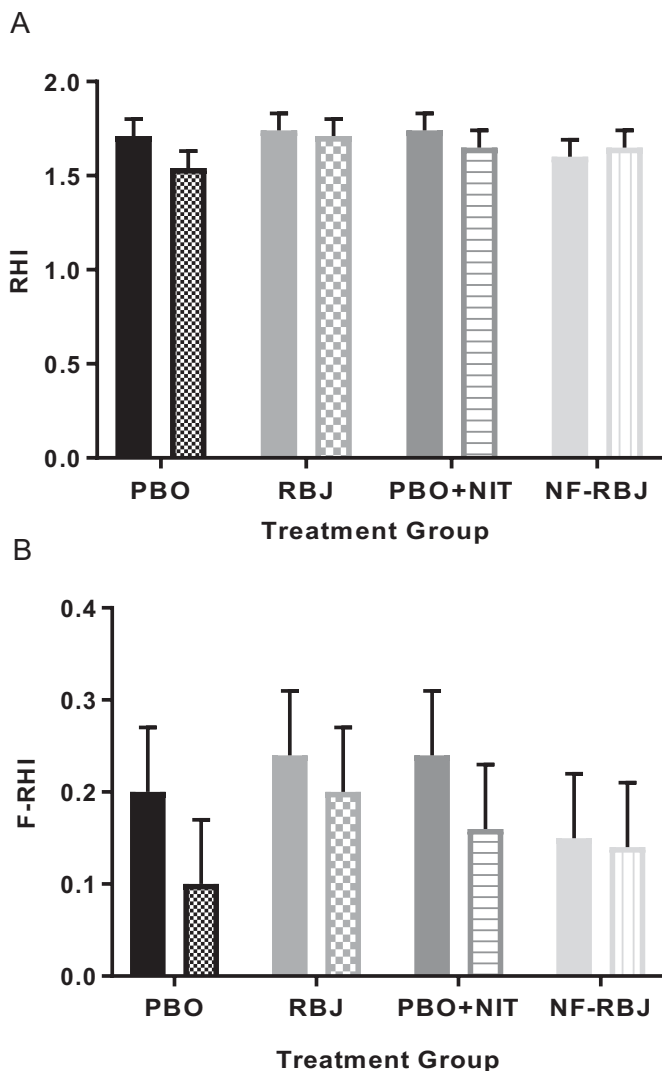 A
2.0
1.5
1.0
0.5
0.0
RHI
PBO RBJ PBO+NIT NF-RBJ
Treatment Group
B
0.4
0.3
0.2
0.1
0.0
F-RHI
PBO RBJ PBO+NIT NF-RBJ
Treatment Group